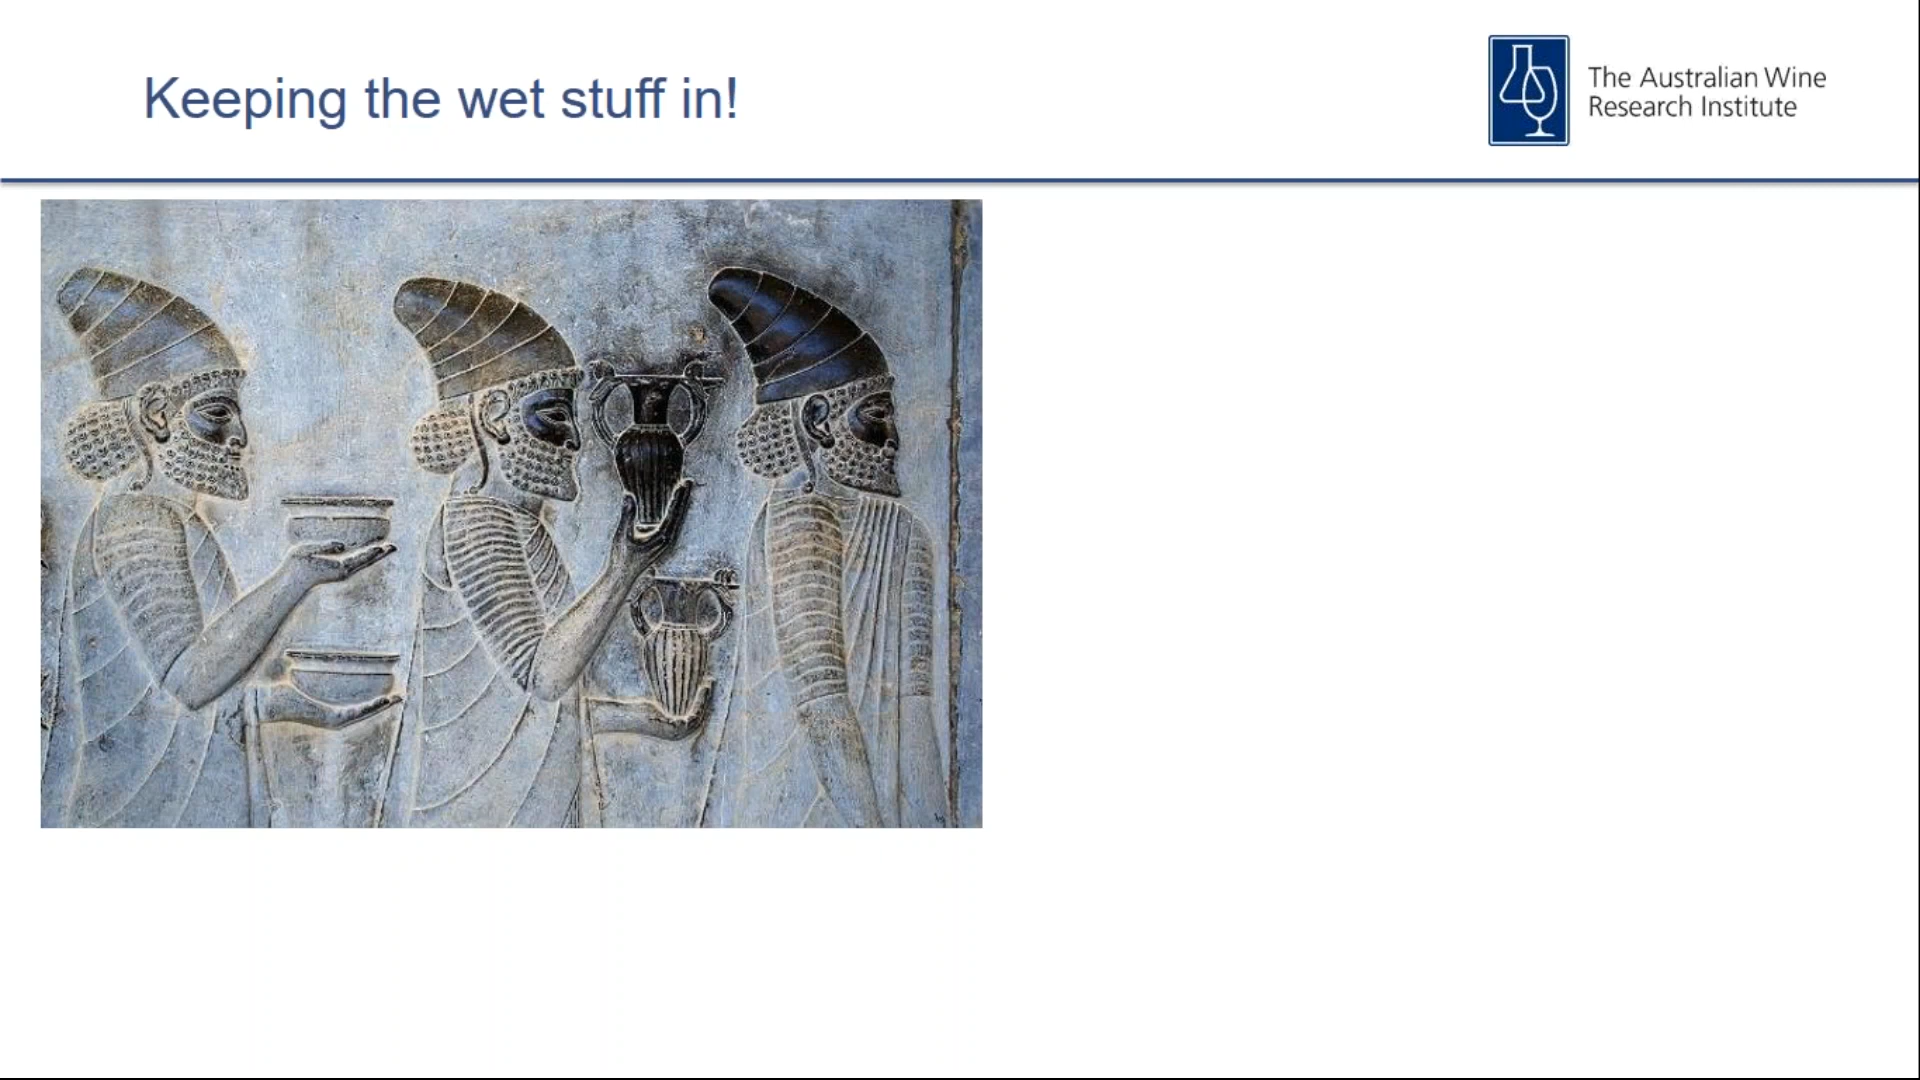 Keeping the wet stuff in!
The Australian Wine
Research Institute